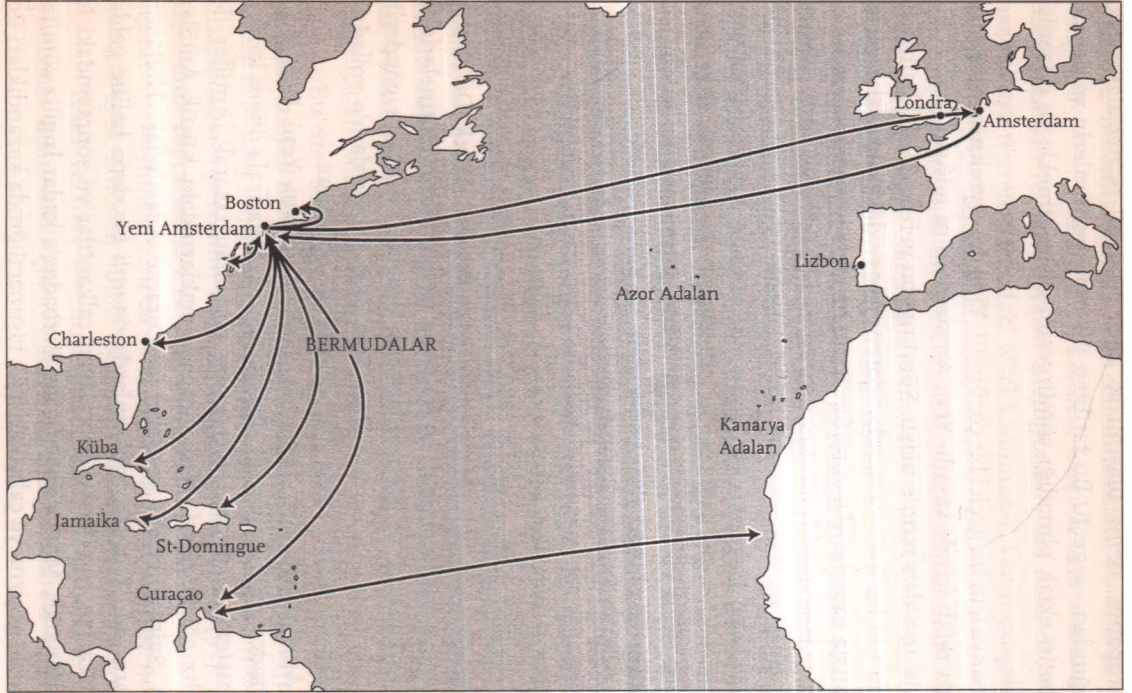 Londra
Amsterdam
Boston
Yeni Amsterdam
Lizbon
Azor Adaları
Charleston
BERMUDALAR
Kanarya
Adaları
Küba
Jamaika
St-Domingue
Curaçao